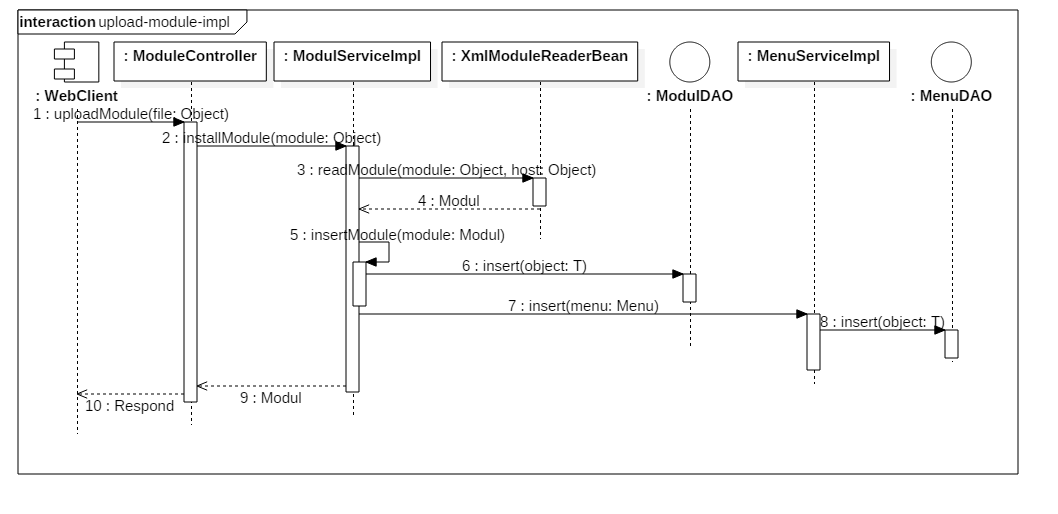 interaction upload-module-impl
: ModuleController
: ModulServiceImpl
: XmlModuleReaderBean
: MenuServiceImpl
: WebClient
: ModulDAO
: MenuDAO
1 : uploadModule(file: Object)
2 : installModule(module: Object)
3 : readModule(module: Object, host: Object)
4 : Modul
5 : insertModule(module: Modul)
6 : insert(object: T)
7 : insert(menu: Menu)
8 : insert(object: T)
9 : Modul
10 : Respond